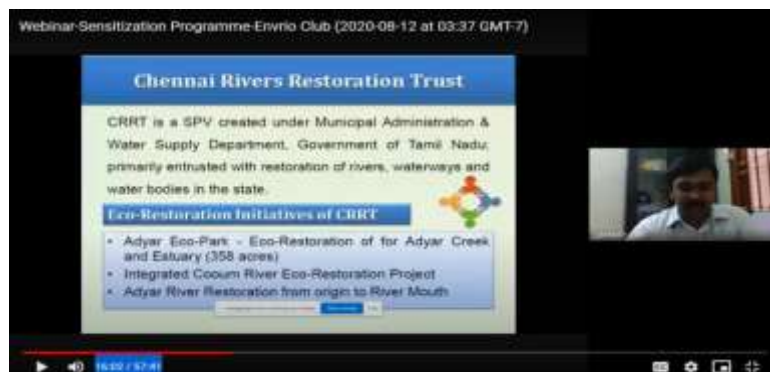 Webinar-Sensitization Programme-Envrio Club (2020-08-12 at 03:37 GMT-7)
Chennai Rivers Restoration Trust
CRRT is a SPV created under Municipal Administration &
Water Supply Department, Government of Tamil Nadu,
primarily entrusted with restoration of rivers, waterways and
water bodies in the state.
Eco-Restoration Initiatives of CRRT
• Adyar Eco-Park - Eco-Restoration of for Adyar Creek
and Estuary (358 acres)
• Integrated Cooum River Eco-Restoration Project
• Adyar River Restoration from origin to River Mouth
16:02 / 57:41